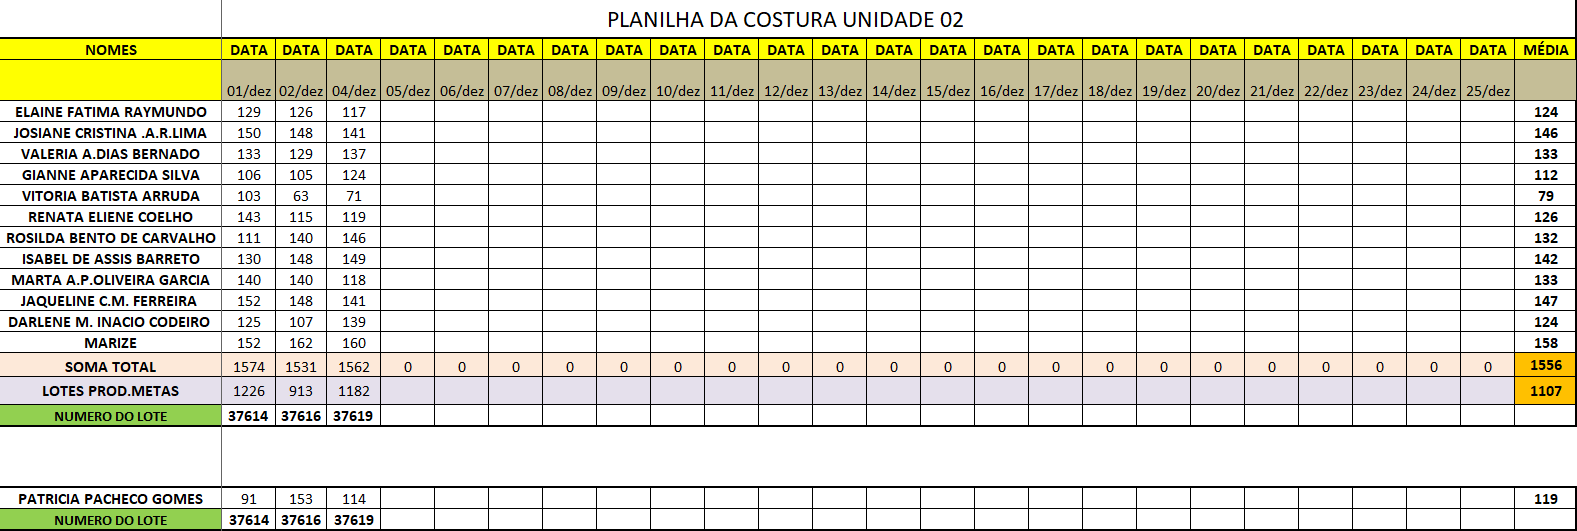 PLANILHA DA COSTURA UNIDADE 02
NOMES DATA DATA DATA DATA DATA DATA DATA DATA DATA DATA DATA DATA DATA DATA DATA DATA DATA DATA DATA DATA DATA DATA DATA DATA MÉDIA
01/dez 02/dez 04/dez 05/dez 06/dez 07/dez 08/dez 09/dez 10/dez 11/dez 12/dez 13/dez 14/dez 15/dez 16/dez 17/dez 18/dez 19/dez 20/dez 21/dez 22/dez 23/dez 24/dez 25/dez
ELAINE FATIMA RAYMUNDO 129 126 117 124
JOSIANE CRISTINA .A.R.LIMA 150 148 141 146
VALERIA A.DIAS BERNADO 133 129 137 133
GIANNE APARECIDA SILVA 106 105 124 112
VITORIA BATISTA ARRUDA 103 63 71 79
RENATA ELIENE COELHO 143 115 119 126
ROSILDA BENTO DE CARVALHO 111 140 146 132
ISABEL DE ASSIS BARRETO 130 148 149 142
MARTA A.P.OLIVEIRA GARCIA 140 140 118 133
JAQUELINE C.M. FERREIRA 152 148 141 147
DARLENE M. INACIO CODEIRO 125 107 139 124
MARIZE 152 162 160 158
SOMA TOTAL 1574 1531 1562 0 0 0 0 0 0 0 0 0 0 0 0 0 0 0 0 0 0 0 0 0 1556
LOTES PROD.METAS 1226 913 1182 1107
NUMERO DO LOTE 37614 37616 37619
PATRICIA PACHECO GOMES 91 153 114 119
NUMERO DO LOTE 37614 37616 37619